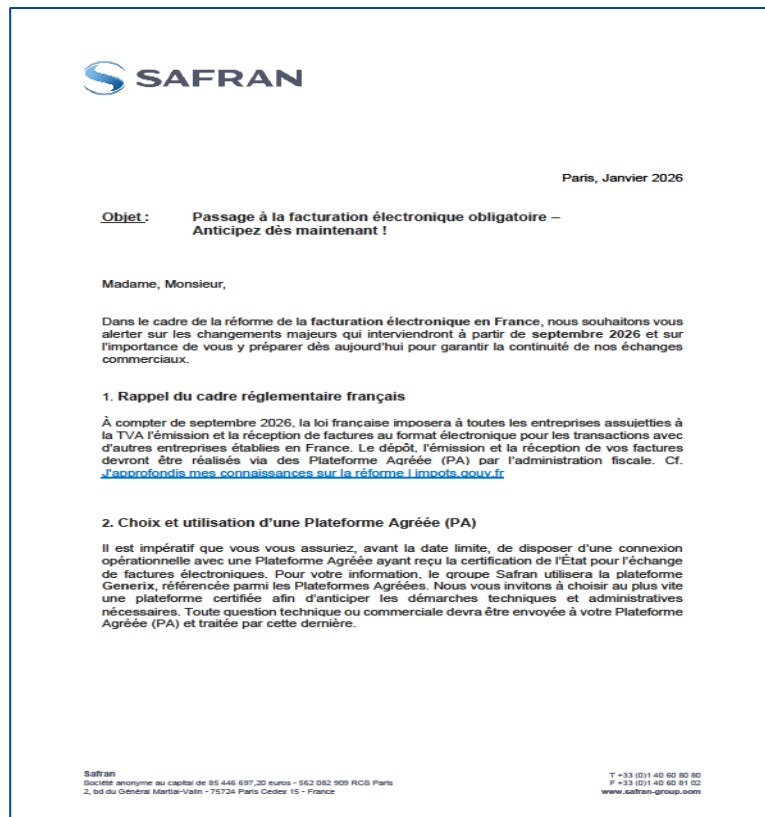 SAFRAN
Paris, Janvier 2026
Objet : Passage à la facturation électronique obligatoire –
Anticipez dès maintenant !
Madame, Monsieur,
Dans le cadre de la réforme de la facturation électronique en France, nous souhaitons vous
alerter sur les changements majeurs qui interviendront à partir de septembre 2026 et sur
l'importance de vous y préparer dès aujourd'hui pour garantir la continuité de nos échanges
commerciaux.
1. Rappel du cadre réglementaire français
À compter de septembre 2026, la loi française imposera à toutes les entreprises assujetties à
la TVA l'émission et la réception de factures au format électronique pour les transactions avec
d'autres entreprises établies en France. Le dépôt, l'émission et la réception de vos factures
devront être réalisés via des Plateforme Agréée (PA) par l'administration fiscale. Cf.
J'approfondis mes connaissances sur la réforme | impots.gouv.fr
2. Choix et utilisation d'une Plateforme Agréée (PA)
Il est impératif que vous vous assuriez, avant la date limite, de disposer d'une connexion
opérationnelle avec une Plateforme Agréée ayant reçu la certification de l'État pour l'échange
de factures électroniques. Pour votre information, le groupe Safran utilisera la plateforme
Generix, référencée parmi les Plateformes Agréées. Nous vous invitons à choisir au plus vite
une plateforme certifiée afin d'anticiper les démarches techniques et administratives
nécessaires. Toute question technique ou commerciale devra être envoyée à votre Plateforme
Agréée (PA) et traitée par cette dernière.
Safran
Société anonyme au capital de 85 446 697,20 euros - 562 082 909 RCS Paris
2, bd du Général Martial-Valin - 75724 Paris Cedex 15 - France
T +33 (0)1 40 60 80 80
F +33 (0)1 40 60 81 02
www.safran-group.com